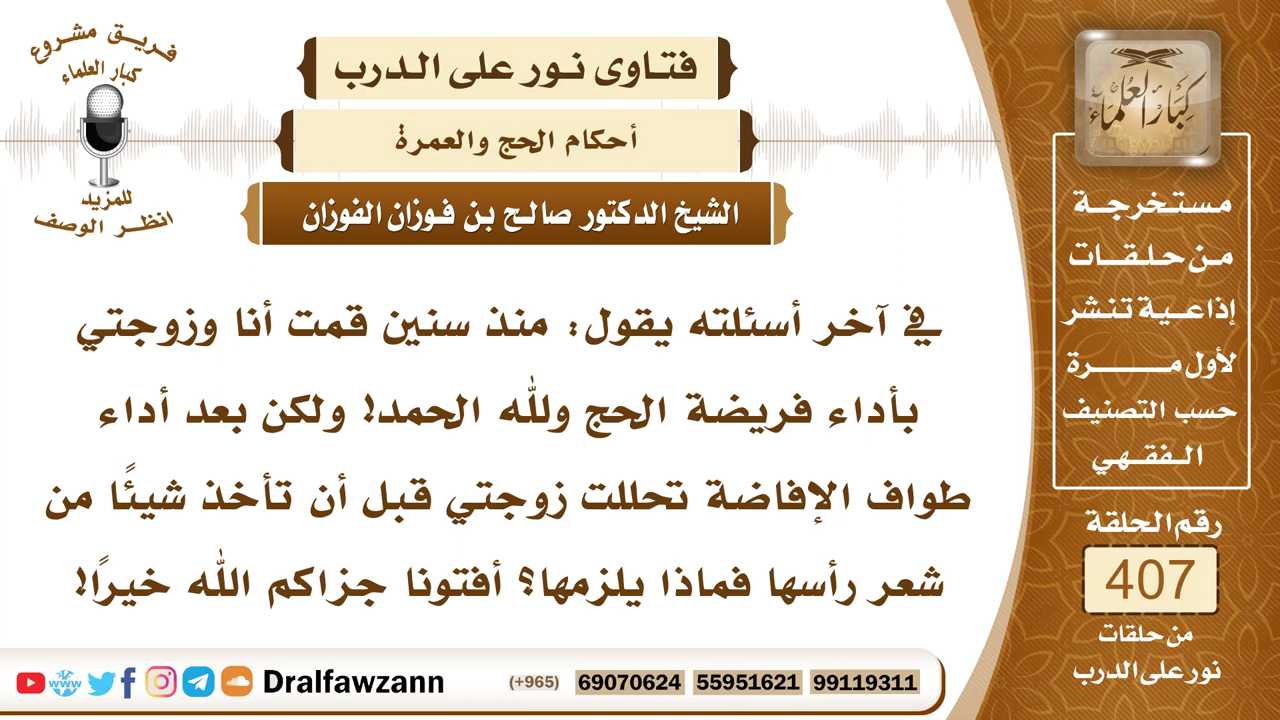 فريق مشروع
كبار العلماء
للمزيد
انظر الوصف
فتاوى نور على الدرب
أحكام الحج والعمرة
الشيخ الدكتور صالح بن فوزان الفوزان
في آخر أسئلته يقول: منذ سنين قمت أنا وزوجتي
بأداء فريضة الحج ولله الحمد! ولكن بعد أداء
طواف الإفاضة تحللت زوجتي قبل أن تأخذ شيئًا من
شعر رأسها فماذا يلزمها؟ أفتونا جزاكم الله خيرًا!
كبار العلماء
مستخرجة
من حلقات
إذاعية تنشر
لأول مرة
حسب التصنيف
الفقهي
رقم الحلقة
407
من حلقات
نور على الدرب
www
Dralfawzann
(+965) 69070624 55951621 99119311